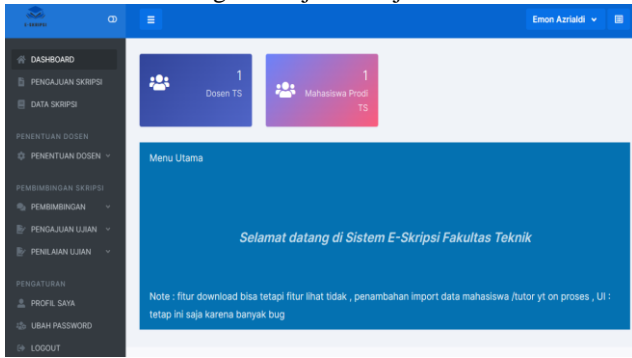 E-SKRIPSI
Emon Azrialdi
DASHBOARD
PENGAJUAN SKRIPSI
DATA SKRIPSI
PENENTUAN DOSEN
PENENTUAN DOSEN
PEMBIMBINGAN SKRIPSI
PEMBIMBINGAN
PENGAJUAN UJIAN
PENILAIAN UJIAN
PENGATURAN
PROFIL SAYA
UBAH PASSWORD
LOGOUT
1
Dosen TS
1
Mahasiswa Prodi
TS
Menu Utama
Selamat datang di Sistem E-Skripsi Fakultas Teknik
Note : fitur download bisa tetapi fitur lihat tidak , penambahan import data mahasiswa /tutor yt on proses , UI :
tetap ini saja karena banyak bug